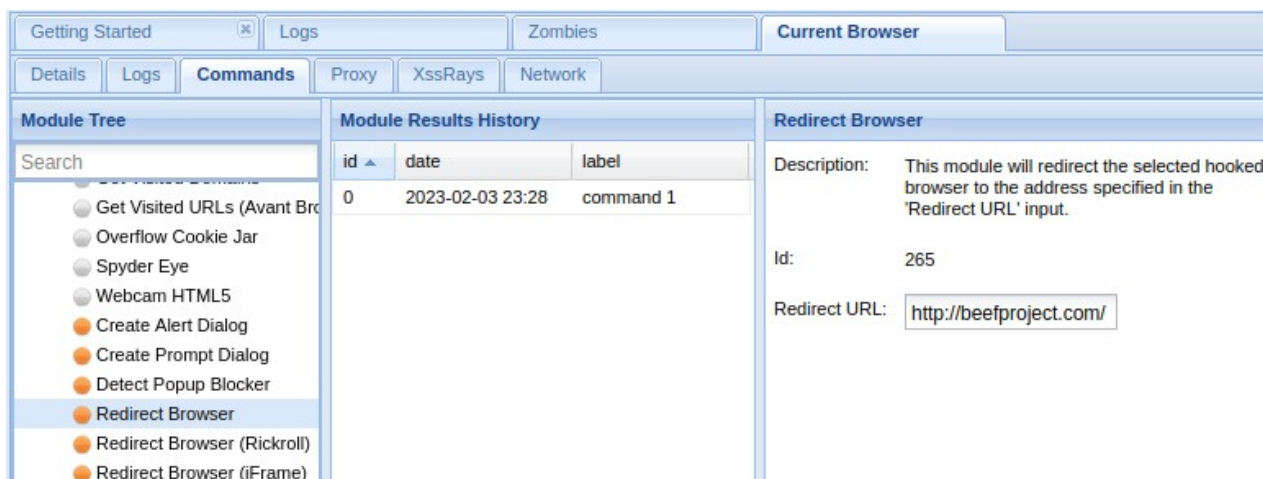 Getting Started
Logs
Zombies
Current Browser
Details
Logs
Commands
Proxy
XssRays
Network
Module Tree
Search
Get Visited URLs (Avant Bro
Overflow Cookie Jar
Spyder Eye
Webcam HTML5
Create Alert Dialog
Create Prompt Dialog
Detect Popup Blocker
Redirect Browser
Redirect Browser (Rickroll)
Redirect Browser (iFrame)
Module Results History
id date label
0 2023-02-03 23:28 command 1
Redirect Browser
Description: This module will redirect the selected hooked
browser to the address specified in the
'Redirect URL' input.
Id: 265
Redirect URL: http://beefproject.com/